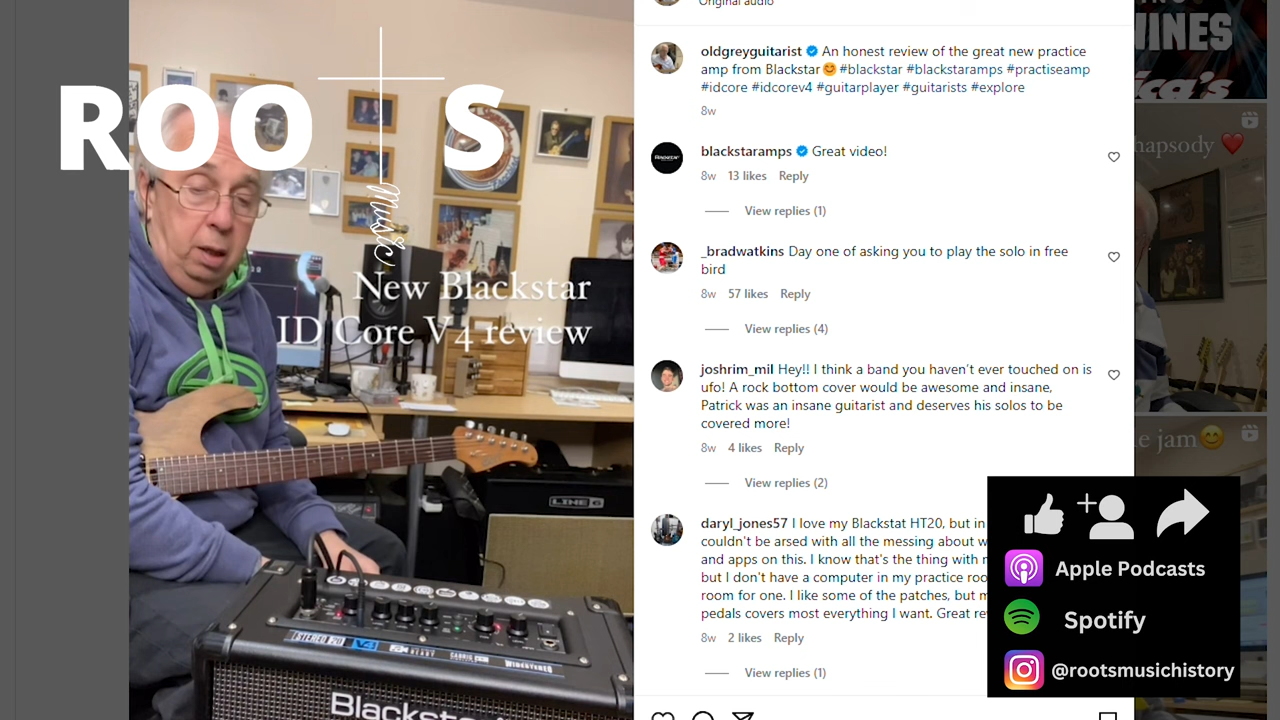 ROO S
Music
New Blackstar
ID Core V4 review
LINE 6
STEREO 20
V4
WIDESTEREO
Original audio
oldgreyguitarist An honest review of the great new practice
amp from Blackstar😊 #blackstar #blackstaramps #practiseamp
#idcore #idcorev4 #guitarplayer #guitarists #explore
8w
blackstaramps Great video!
8w 13 likes Reply
View replies (1)
_bradwatkins Day one of asking you to play the solo in free
bird
8w 57 likes Reply
View replies (4)
joshrim_mil Hey!! I think a band you haven’t ever touched on is
ufo! A rock bottom cover would be awesome and insane,
Patrick was an insane guitarist and deserves his solos to be
covered more!
8w 4 likes Reply
View replies (2)
daryl_jones57 I love my Blackstat HT20, but in
couldn't be arsed with all the messing about
and apps on this. I know that's the thing with
but I don't have a computer in my practice
room for one. I like some of the patches, but
pedals covers most everything I want. Great
8w 2 likes Reply
View replies (1)
Apple Podcasts
Spotify
@rootsmusichistory